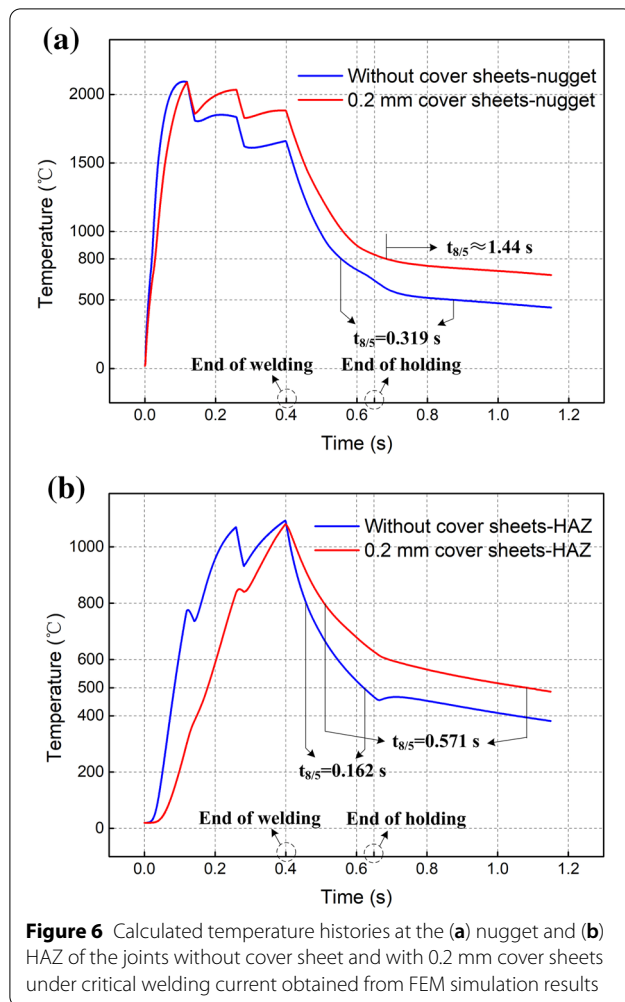 (a)
Without cover sheets-nugget
0.2 mm cover sheets-nugget
2000
1500
1000
800
500
0
Temperature (℃)
t8/5≈1.44 s
t8/5=0.319 s
End of welding
End of holding
0.0 0.2 0.4 0.6 0.8 1.0 1.2
Time (s)
(b)
Without cover sheets-HAZ
0.2 mm cover sheets-HAZ
1000
800
600
500
400
200
0
Temperature (℃)
t8/5=0.571 s
t8/5=0.162 s
End of welding
End of holding
0.0 0.2 0.4 0.6 0.8 1.0 1.2
Time (s)
Figure 6 Calculated temperature histories at the (a) nugget and (b)
HAZ of the joints without cover sheet and with 0.2 mm cover sheets
under critical welding current obtained from FEM simulation results